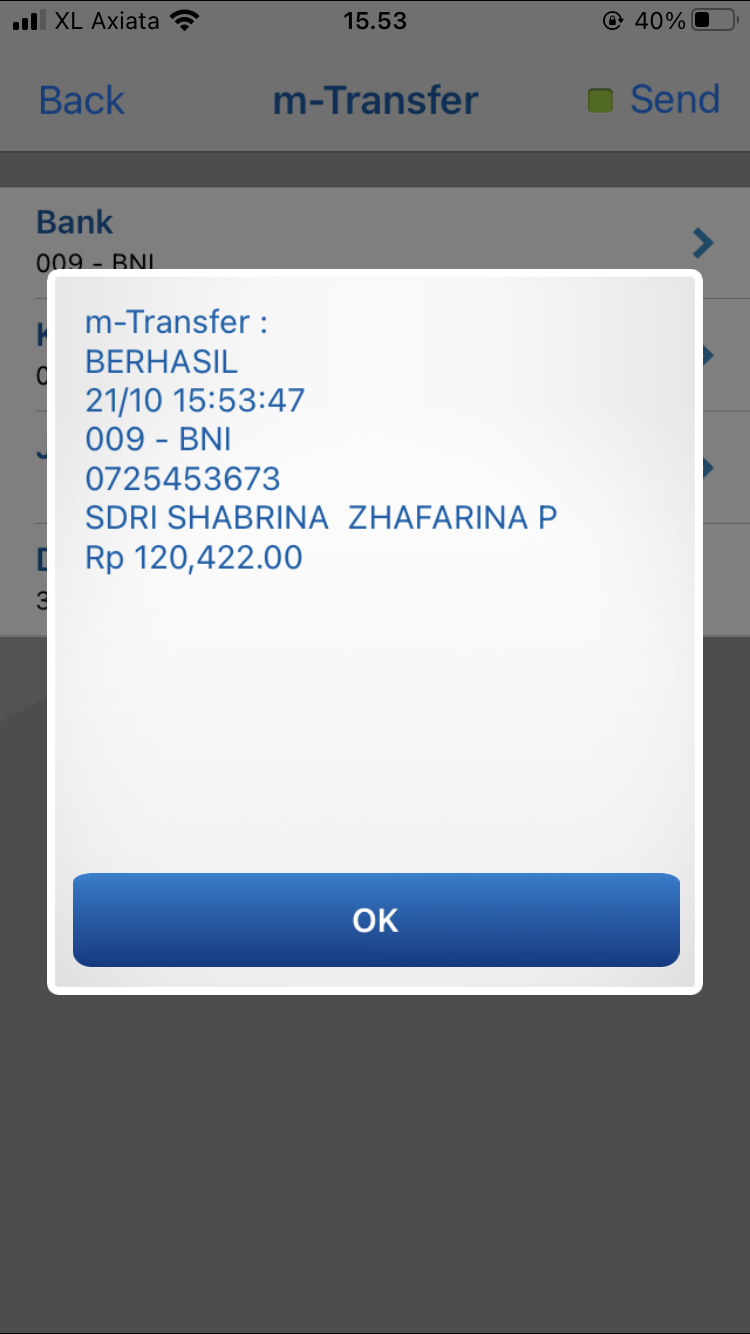 XL Axiata 15.53 40%
Back m-Transfer Send
Bank
009 - BNI
m-Transfer :
BERHASIL
21/10 15:53:47
009 - BNI
0725453673
SDRI SHABRINA  ZHAFARINA P
Rp 120,422.00
OK